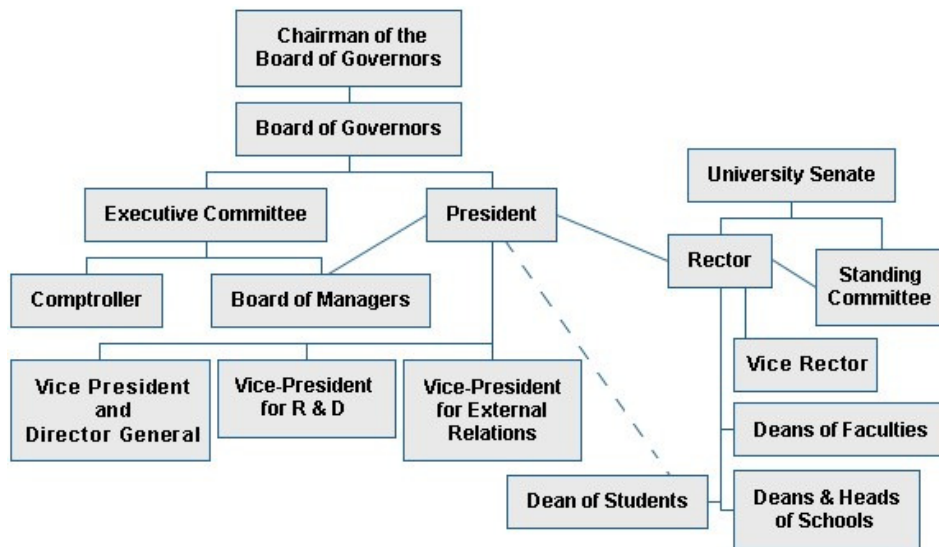 Chairman of the
Board of Governors
Board of Governors
University Senate
Executive Committee
President
Rector
Standing
Committee
Comptroller
Board of Managers
Vice Rector
Vice President
and
Director General
Vice-President
for R & D
Vice-President
for External
Relations
Deans of Faculties
Dean of Students
Deans & Heads
of Schools